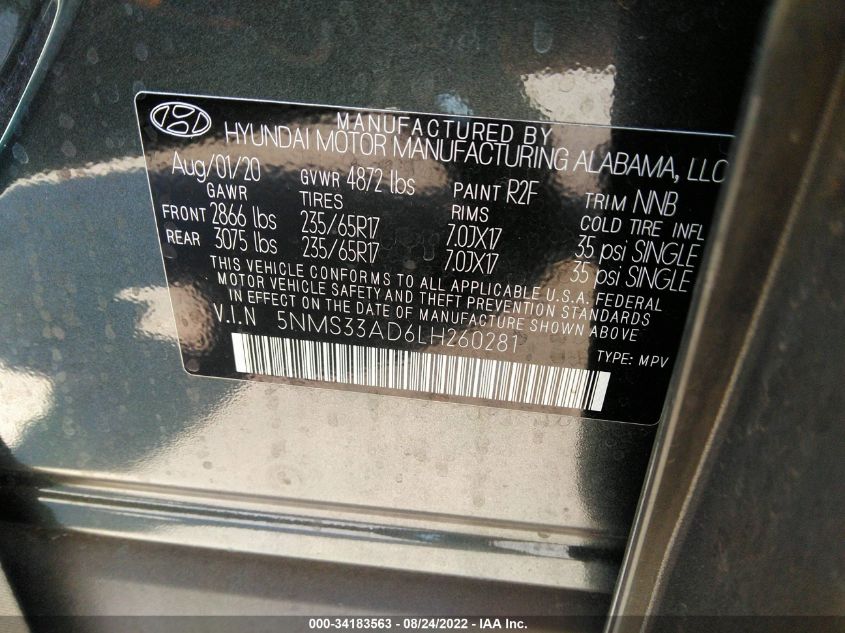 MANUFACTURED BY
HYUNDAI MOTOR MANUFACTURING ALABAMA, LLC
Aug/01/20 GVWR 4872 lbs PAINT R2F TRIM NNB
GAWR TIRES RIMS COLD TIRE INFL
FRONT 2866 lbs 235/65R17 7.0JX17 35 psi SINGLE
REAR 3075 lbs 235/65R17 7.0JX17 35 psi SINGLE
THIS VEHICLE CONFORMS TO ALL APPLICABLE U.S.A. FEDERAL
MOTOR VEHICLE SAFETY AND THEFT PREVENTION STANDARDS
IN EFFECT ON THE DATE OF MANUFACTURE SHOWN ABOVE
V.I.N 5NMS33AD6LH260281
TYPE: MPV
000-34183563 - 08/24/2022 - IAA Inc.